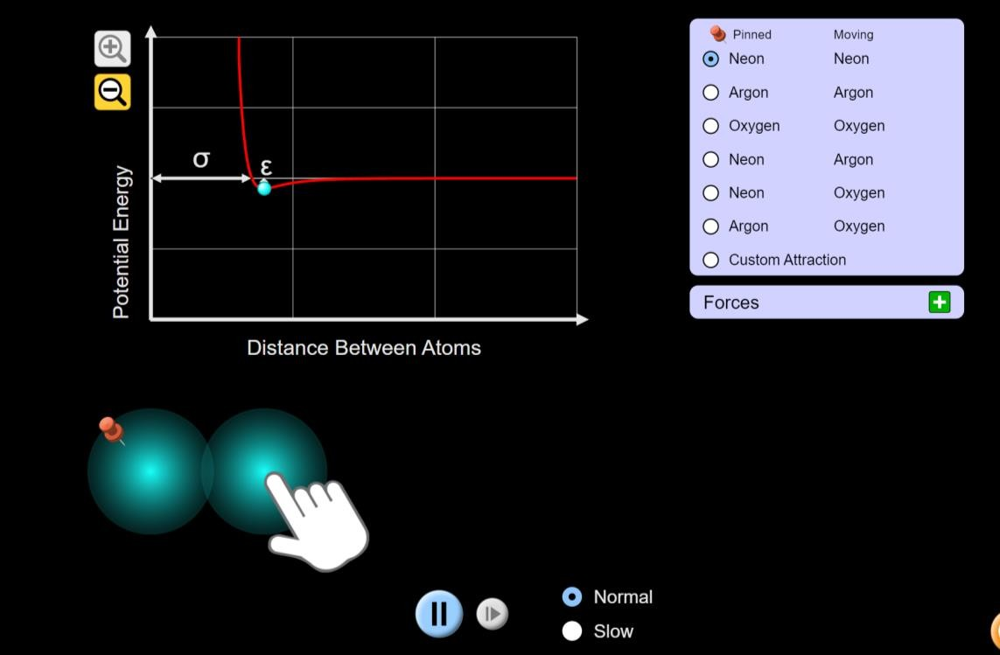 Potential Energy
σ
ε
Distance Between Atoms
Pinned Moving
Neon Neon
Argon Argon
Oxygen Oxygen
Neon Argon
Neon Oxygen
Argon Oxygen
Custom Attraction
Forces
Normal
Slow